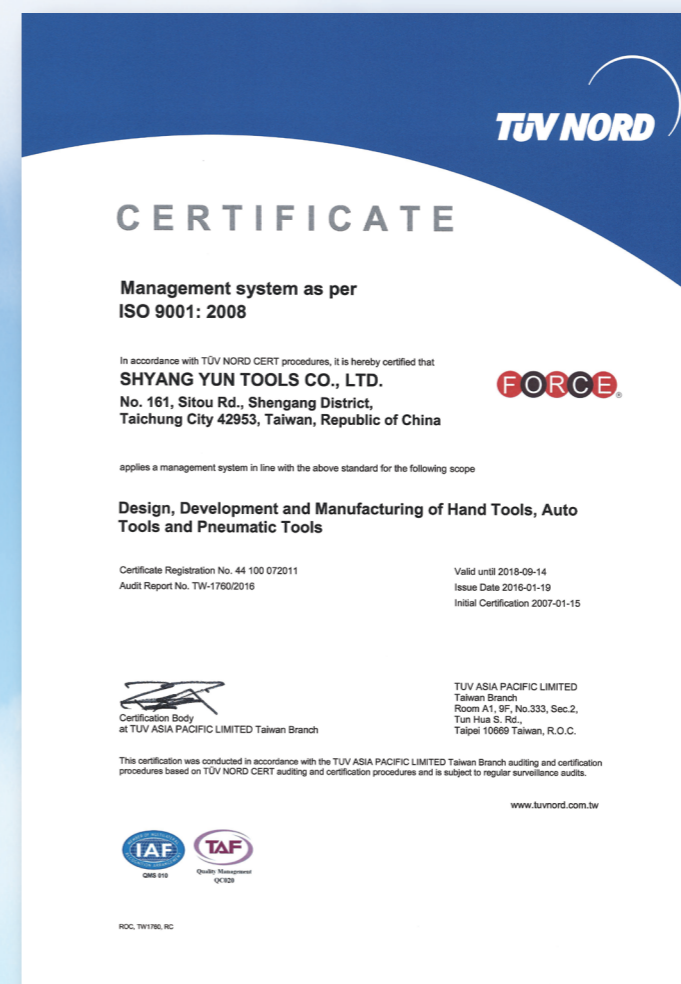 TÜV NORD
CERTIFICATE
Management system as per
ISO 9001: 2008
In accordance with TÜV NORD CERT procedures, it is hereby certified that
SHYANG YUN TOOLS CO., LTD.
FORCE®
No. 161, Sitou Rd., Shengang District,
Taichung City 42953, Taiwan, Republic of China
applies a management system in line with the above standard for the following scope
Design, Development and Manufacturing of Hand Tools, Auto
Tools and Pneumatic Tools
Certificate Registration No. 44 100 072011
Audit Report No. TW-1760/2016
Valid until 2018-09-14
Issue Date 2016-01-19
Initial Certification 2007-01-15
Certification Body
at TUV ASIA PACIFIC LIMITED Taiwan Branch
TUV ASIA PACIFIC LIMITED
Taiwan Branch
Room A1, 9F, No.333, Sec.2,
Tun Hua S. Rd.,
Taipei 10669 Taiwan, R.O.C.
This certification was conducted in accordance with the TUV ASIA PACIFIC LIMITED Taiwan Branch auditing and certification
procedures based on TÜV NORD CERT auditing and certification procedures and is subject to regular surveillance audits.
www.tuvnord.com.tw
IAF
QMS 010
TAF
Quality Management
QC020
ROC, TW1760, RC